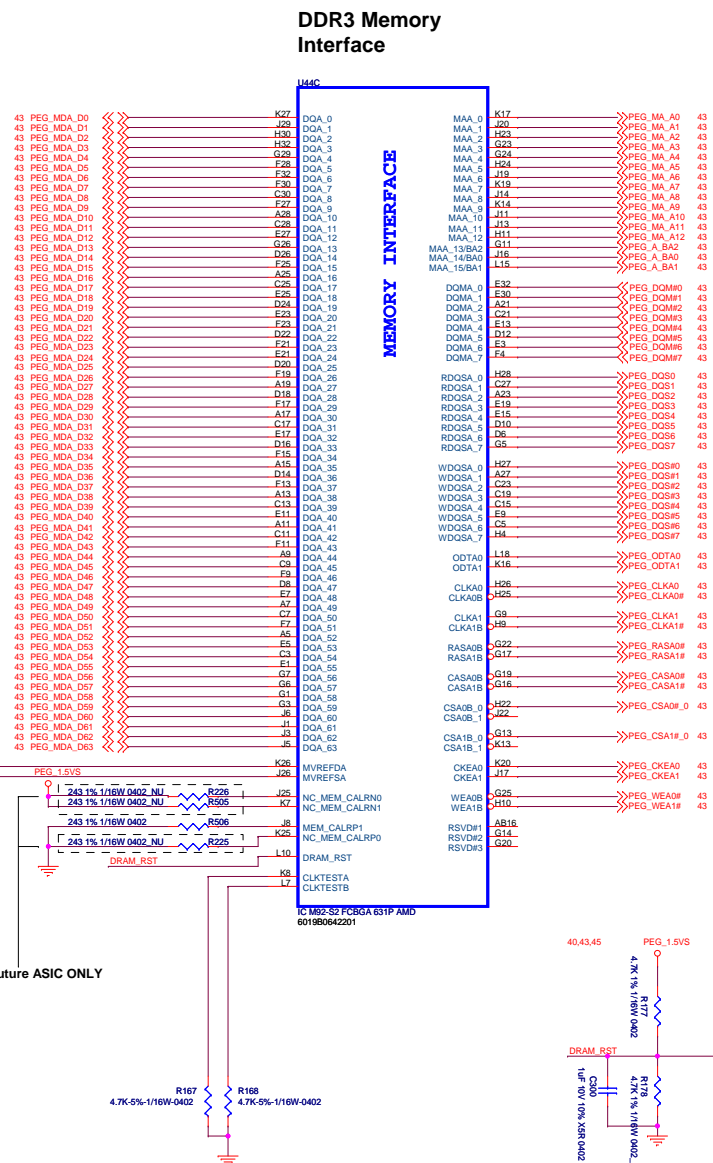 DDR3 Memory
Interface
U44C
MEMORY INTERFACE
43 PEG_MDA_D0 K27 DQA_0 MAA_0 K17 PEG_MA_A0 43
43 PEG_MDA_D1 J29 DQA_1 MAA_1 J20 PEG_MA_A1 43
43 PEG_MDA_D2 H30 DQA_2 MAA_2 H23 PEG_MA_A2 43
43 PEG_MDA_D3 H32 DQA_3 MAA_3 G23 PEG_MA_A3 43
43 PEG_MDA_D4 G29 DQA_4 MAA_4 G24 PEG_MA_A4 43
43 PEG_MDA_D5 F28 DQA_5 MAA_5 H24 PEG_MA_A5 43
43 PEG_MDA_D6 F32 DQA_6 MAA_6 J19 PEG_MA_A6 43
43 PEG_MDA_D7 F30 DQA_7 MAA_7 K19 PEG_MA_A7 43
43 PEG_MDA_D8 C30 DQA_8 MAA_8 J14 PEG_MA_A8 43
43 PEG_MDA_D9 F27 DQA_9 MAA_9 K14 PEG_MA_A9 43
43 PEG_MDA_D10 A28 DQA_10 MAA_10 J11 PEG_MA_A10 43
43 PEG_MDA_D11 C28 DQA_11 MAA_11 J13 PEG_MA_A11 43
43 PEG_MDA_D12 E27 DQA_12 MAA_12 H11 PEG_MA_A12 43
43 PEG_MDA_D13 G26 DQA_13 MAA_13/BA2 G11 PEG_A_BA2 43
43 PEG_MDA_D14 D26 DQA_14 MAA_14/BA0 J16 PEG_A_BA0 43
43 PEG_MDA_D15 F25 DQA_15 MAA_15/BA1 L15 PEG_A_BA1 43
43 PEG_MDA_D16 A25 DQA_16
43 PEG_MDA_D17 C25 DQA_17 DQMA_0 E32 PEG_DQM#0 43
43 PEG_MDA_D18 E25 DQA_18 DQMA_1 E30 PEG_DQM#1 43
43 PEG_MDA_D19 D24 DQA_19 DQMA_2 A21 PEG_DQM#2 43
43 PEG_MDA_D20 E23 DQA_20 DQMA_3 C21 PEG_DQM#3 43
43 PEG_MDA_D21 F23 DQA_21 DQMA_4 E13 PEG_DQM#4 43
43 PEG_MDA_D22 D22 DQA_22 DQMA_5 D12 PEG_DQM#5 43
43 PEG_MDA_D23 F21 DQA_23 DQMA_6 E3 PEG_DQM#6 43
43 PEG_MDA_D24 E21 DQA_24 DQMA_7 F4 PEG_DQM#7 43
43 PEG_MDA_D25 D20 DQA_25
43 PEG_MDA_D26 F19 DQA_26 RDQSA_0 H28 PEG_DQS0 43
43 PEG_MDA_D27 A19 DQA_27 RDQSA_1 C27 PEG_DQS1 43
43 PEG_MDA_D28 D18 DQA_28 RDQSA_2 A23 PEG_DQS2 43
43 PEG_MDA_D29 F17 DQA_29 RDQSA_3 E19 PEG_DQS3 43
43 PEG_MDA_D30 A17 DQA_30 RDQSA_4 E15 PEG_DQS4 43
43 PEG_MDA_D31 C17 DQA_31 RDQSA_5 D10 PEG_DQS5 43
43 PEG_MDA_D32 E17 DQA_32 RDQSA_6 D6 PEG_DQS6 43
43 PEG_MDA_D33 D16 DQA_33 RDQSA_7 G5 PEG_DQS7 43
43 PEG_MDA_D34 F15 DQA_34
43 PEG_MDA_D35 A15 DQA_35 WDQSA_0 H27 PEG_DQS#0 43
43 PEG_MDA_D36 D14 DQA_36 WDQSA_1 A27 PEG_DQS#1 43
43 PEG_MDA_D37 F13 DQA_37 WDQSA_2 C23 PEG_DQS#2 43
43 PEG_MDA_D38 A13 DQA_38 WDQSA_3 C19 PEG_DQS#3 43
43 PEG_MDA_D39 C13 DQA_39 WDQSA_4 C15 PEG_DQS#4 43
43 PEG_MDA_D40 E11 DQA_40 WDQSA_5 E9 PEG_DQS#5 43
43 PEG_MDA_D41 A11 DQA_41 WDQSA_6 C5 PEG_DQS#6 43
43 PEG_MDA_D42 C11 DQA_42 WDQSA_7 H4 PEG_DQS#7 43
43 PEG_MDA_D43 F11 DQA_43
43 PEG_MDA_D44 A9 DQA_44 ODTA0 L18 PEG_ODTA0 43
43 PEG_MDA_D45 C9 DQA_45 ODTA1 K16 PEG_ODTA1 43
43 PEG_MDA_D46 F9 DQA_46
43 PEG_MDA_D47 D8 DQA_47 CLKA0 H26 PEG_CLKA0 43
43 PEG_MDA_D48 E7 DQA_48 CLKA0B H25 PEG_CLKA0# 43
43 PEG_MDA_D49 A7 DQA_49
43 PEG_MDA_D50 C7 DQA_50 CLKA1 G9 PEG_CLKA1 43
43 PEG_MDA_D51 F7 DQA_51 CLKA1B H9 PEG_CLKA1# 43
43 PEG_MDA_D52 A5 DQA_52
43 PEG_MDA_D53 E5 DQA_53 RASA0B G22 PEG_RASA0# 43
43 PEG_MDA_D54 C3 DQA_54 RASA1B G17 PEG_RASA1# 43
43 PEG_MDA_D55 E1 DQA_55
43 PEG_MDA_D56 G7 DQA_56 CASA0B G19 PEG_CASA0# 43
43 PEG_MDA_D57 G6 DQA_57 CASA1B G16 PEG_CASA1# 43
43 PEG_MDA_D58 G1 DQA_58
43 PEG_MDA_D59 G3 DQA_59 CSA0B_0 H22 PEG_CSA0#_0 43
43 PEG_MDA_D60 J6 DQA_60 CSA0B_1 J22
43 PEG_MDA_D61 J1 DQA_61
43 PEG_MDA_D62 J3 DQA_62 CSA1B_0 G13 PEG_CSA1#_0 43
43 PEG_MDA_D63 J5 DQA_63 CSA1B_1 K13
K26 MVREFDA CKEA0 K20 PEG_CKEA0 43
PEG_1.5VS J26 MVREFSA CKEA1 J17 PEG_CKEA1 43
243 1% 1/16W 0402_NU R226 J25 NC_MEM_CALRN0 WEA0B G25 PEG_WEA0# 43
243 1% 1/16W 0402_NU R505 K7 NC_MEM_CALRN1 WEA1B H10 PEG_WEA1# 43
243 1% 1/16W 0402 R506 J8 MEM_CALRP1 RSVD#1 AB16
243 1% 1/16W 0402_NU R225 K25 NC_MEM_CALRP0 RSVD#2 G14
RSVD#3 G20
DRAM_RST L10 DRAM_RST
K8 CLKTESTA
L7 CLKTESTB
IC M92-S2 FCBGA 631P AMD
6019B0642201
uture ASIC ONLY
R167
4.7K-5%-1/16W-0402
R168
4.7K-5%-1/16W-0402
40,43,45 PEG_1.5VS
R177
4.7K 1% 1/16W 0402
DRAM_RST
C300
1uF 10V 10% X5R 0402
R178
4.7K 1% 1/16W 0402_